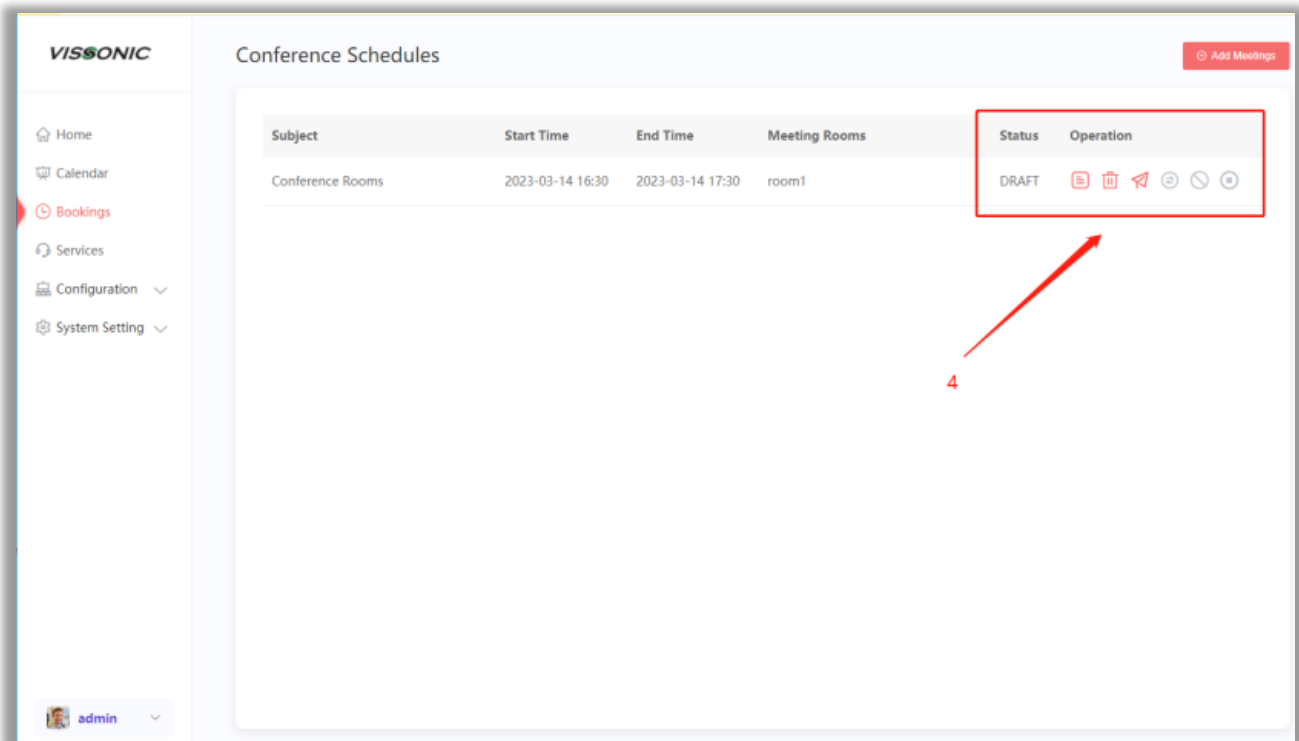 VISSONIC
Conference Schedules
Add Meetings
Home
Calendar
Bookings
Services
Configuration
System Setting
Subject Start Time End Time Meeting Rooms Status Operation
Conference Rooms 2023-03-14 16:30 2023-03-14 17:30 room1 DRAFT
4
admin